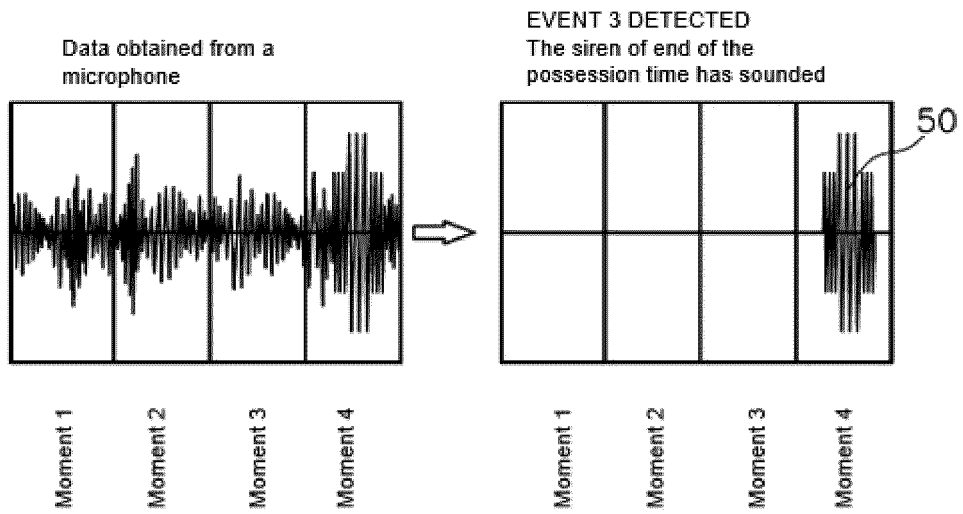 Data obtained from a
microphone
EVENT 3 DETECTED
The siren of end of the
possession time has sounded
50
Moment 1
Moment 2
Moment 3
Moment 4
Moment 1
Moment 2
Moment 3
Moment 4